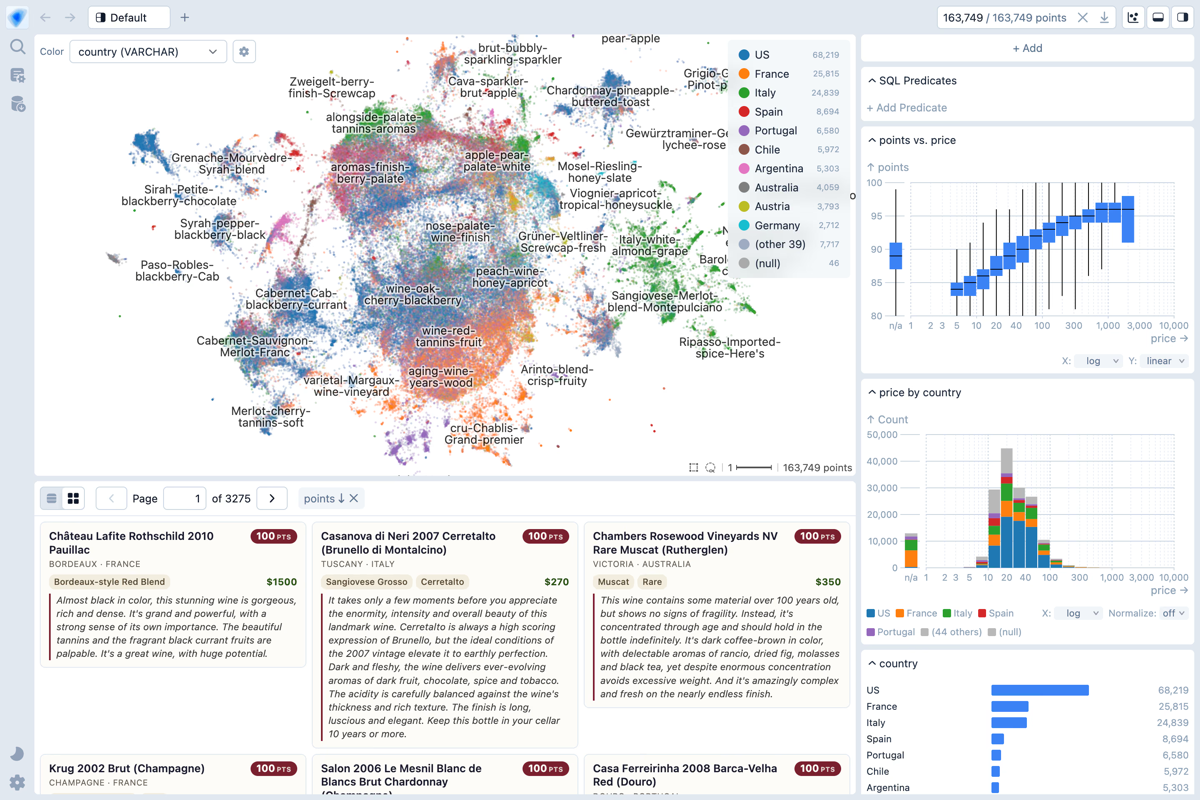 Default
163,749 / 163,749 points
Color
country (VARCHAR)
pear-apple
brut-bubbly-
sparkling-sparkler
Zweigelt-berry-
finish-Screwcap
Cava-sparkler-
brut-apple
Chardonnay-pineapple-
buttered-toast
Grigio-G
Pinot-p
alongside-palate-
tannins-aromas
Gewürztraminer-Ge
lychee-rose
Grenache-Mourvèdre-
Syrah-blend
aromas-finish-
berry-palate
apple-pear-
palate-white
Mosel-Riesling-
honey-slate
Sirah-Petite-
blackberry-chocolate
Viognier-apricot-
tropical-honeysuckle
Syrah-pepper-
blackberry-black
nose-palate-
wine-finish
Grüner-Veltliner-
Screwcap-fresh
Italy-white-
almond-grape
Paso-Robles-
blackberry-Cab
peach-wine-
honey-apricot
Barol
Cabernet-Cab-
blackberry-currant
wine-oak-
cherry-blackberry
Sangiovese-Merlot-
blend-Montepulciano
Cabernet-Sauvignon-
Merlot-Franc
wine-red-
tannins-fruit
Ripasso-Imported-
spice-Here's
aging-wine-
years-wood
varietal-Margaux-
wine-vineyard
Arinto-blend-
crisp-fruity
Merlot-cherry-
tannins-soft
cru-Chablis-
Grand-premier
US 68,219
France 25,815
Italy 24,839
Spain 8,694
Portugal 6,580
Chile 5,972
Argentina 5,303
Australia 4,059
Austria 3,793
Germany 2,712
(other 39) 7,717
(null) 46
1 163,749 points
Page 1 of 3275
points ↓
Château Lafite Rothschild 2010
Pauillac
100 PTS
BORDEAUX · FRANCE
Bordeaux-style Red Blend
$1500
Almost black in color, this stunning wine is gorgeous,
rich and dense. It's grand and powerful, with a
strong sense of its own importance. The beautiful
tannins and the fragrant black currant fruits are
palpable. It's a great wine, with huge potential.
Casanova di Neri 2007 Cerretalto
(Brunello di Montalcino)
100 PTS
TUSCANY · ITALY
Sangiovese Grosso Cerretalto
$270
It takes only a few moments before you appreciate
the enormity, intensity and overall beauty of this
landmark wine. Cerretalto is always a high scoring
expression of Brunello, but the ideal conditions of
the 2007 vintage elevate it to earthly perfection.
Dark and fleshy, the wine delivers ever-evolving
aromas of dark fruit, chocolate, spice and tobacco.
The acidity is carefully balanced against the wine's
thickness and rich texture. The finish is long,
luscious and elegant. Keep this bottle in your cellar
10 years or more.
Chambers Rosewood Vineyards NV
Rare Muscat (Rutherglen)
100 PTS
VICTORIA · AUSTRALIA
Muscat Rare
$350
This wine contains some material over 100 years old,
but shows no signs of fragility. Instead, it's
concentrated through age and should hold in the
bottle indefinitely. It's dark coffee-brown in color,
with delectable aromas of rancio, dried fig, molasses
and black tea, yet despite enormous concentration
avoids excessive weight. And it's amazingly complex
and fresh on the nearly endless finish.
Krug 2002 Brut (Champagne)
100 PTS
CHAMPAGNE · FRANCE
Salon 2006 Le Mesnil Blanc de
Blancs Brut Chardonnay
(Champagne)
100 PTS
Casa Ferreirinha 2008 Barca-Velha
Red (Douro)
100 PTS
+ Add
SQL Predicates
+ Add Predicate
points vs. price
↑ points
100
95
90
85
80
n/a 1 2 3 5 10 20 40 100 300 1,000 3,000 10,000
price →
X: log Y: linear
price by country
↑ Count
50,000
40,000
30,000
20,000
10,000
0
n/a 1 2 3 5 10 20 40 100 300 1,000 3,000 10,000
price →
US France Italy Spain
X: log Normalize: off
Portugal (44 others) (null)
country
US 68,219
France 25,815
Italy 24,839
Spain 8,694
Portugal 6,580
Chile 5,972
Argentina 5,303